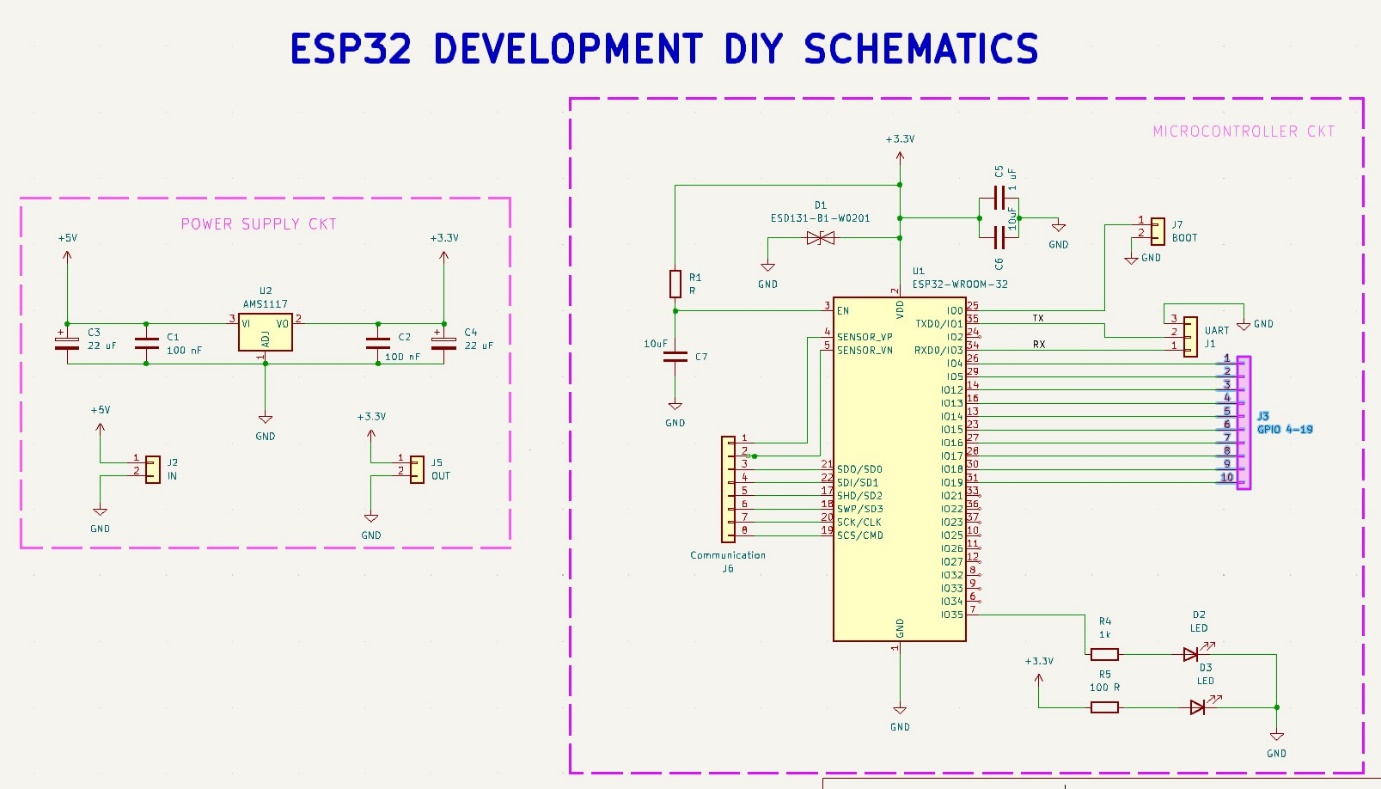 ESP32 DEVELOPMENT DIY SCHEMATICS
POWER SUPPLY CKT
+5V
+3.3V
U2
AMS1117
3
VI
VO
2
ADJ
1
C3
22 uF
C1
100 nF
C2
100 nF
C4
22 uF
GND
+5V
1
2
J2
IN
GND
+3.3V
1
2
J5
OUT
GND
MICROCONTROLLER CKT
+3.3V
C5
1 uF
10uF
C6
GND
D1
ESD131-B1-W0201
GND
R1
R
10uF
C7
GND
U1
ESP32-WROOM-32
2
VDD
3
EN
4
SENSOR_VP
5
SENSOR_VN
21
SDO/SD0
22
SDI/SD1
17
SHD/SD2
18
SWP/SD3
20
SCK/CLK
19
SCS/CMD
1
2
3
4
5
6
7
8
Communication
J6
IO0
25
TXD0/IO1
35
IO2
24
RXD0/IO3
34
IO4
26
IO5
29
IO12
14
IO13
16
IO14
13
IO15
23
IO16
27
IO17
28
IO18
30
IO19
31
IO21
33
IO22
36
IO23
37
IO25
10
IO26
11
IO27
12
IO32
8
IO33
9
IO34
6
IO35
7
GND
1
GND
1
2
J7
BOOT
GND
TX
RX
3
2
1
UART
J1
GND
1
2
3
4
5
6
7
8
9
10
J3
GPIO 4-19
R4
1k
D2
LED
+3.3V
R5
100 R
D3
LED
GND